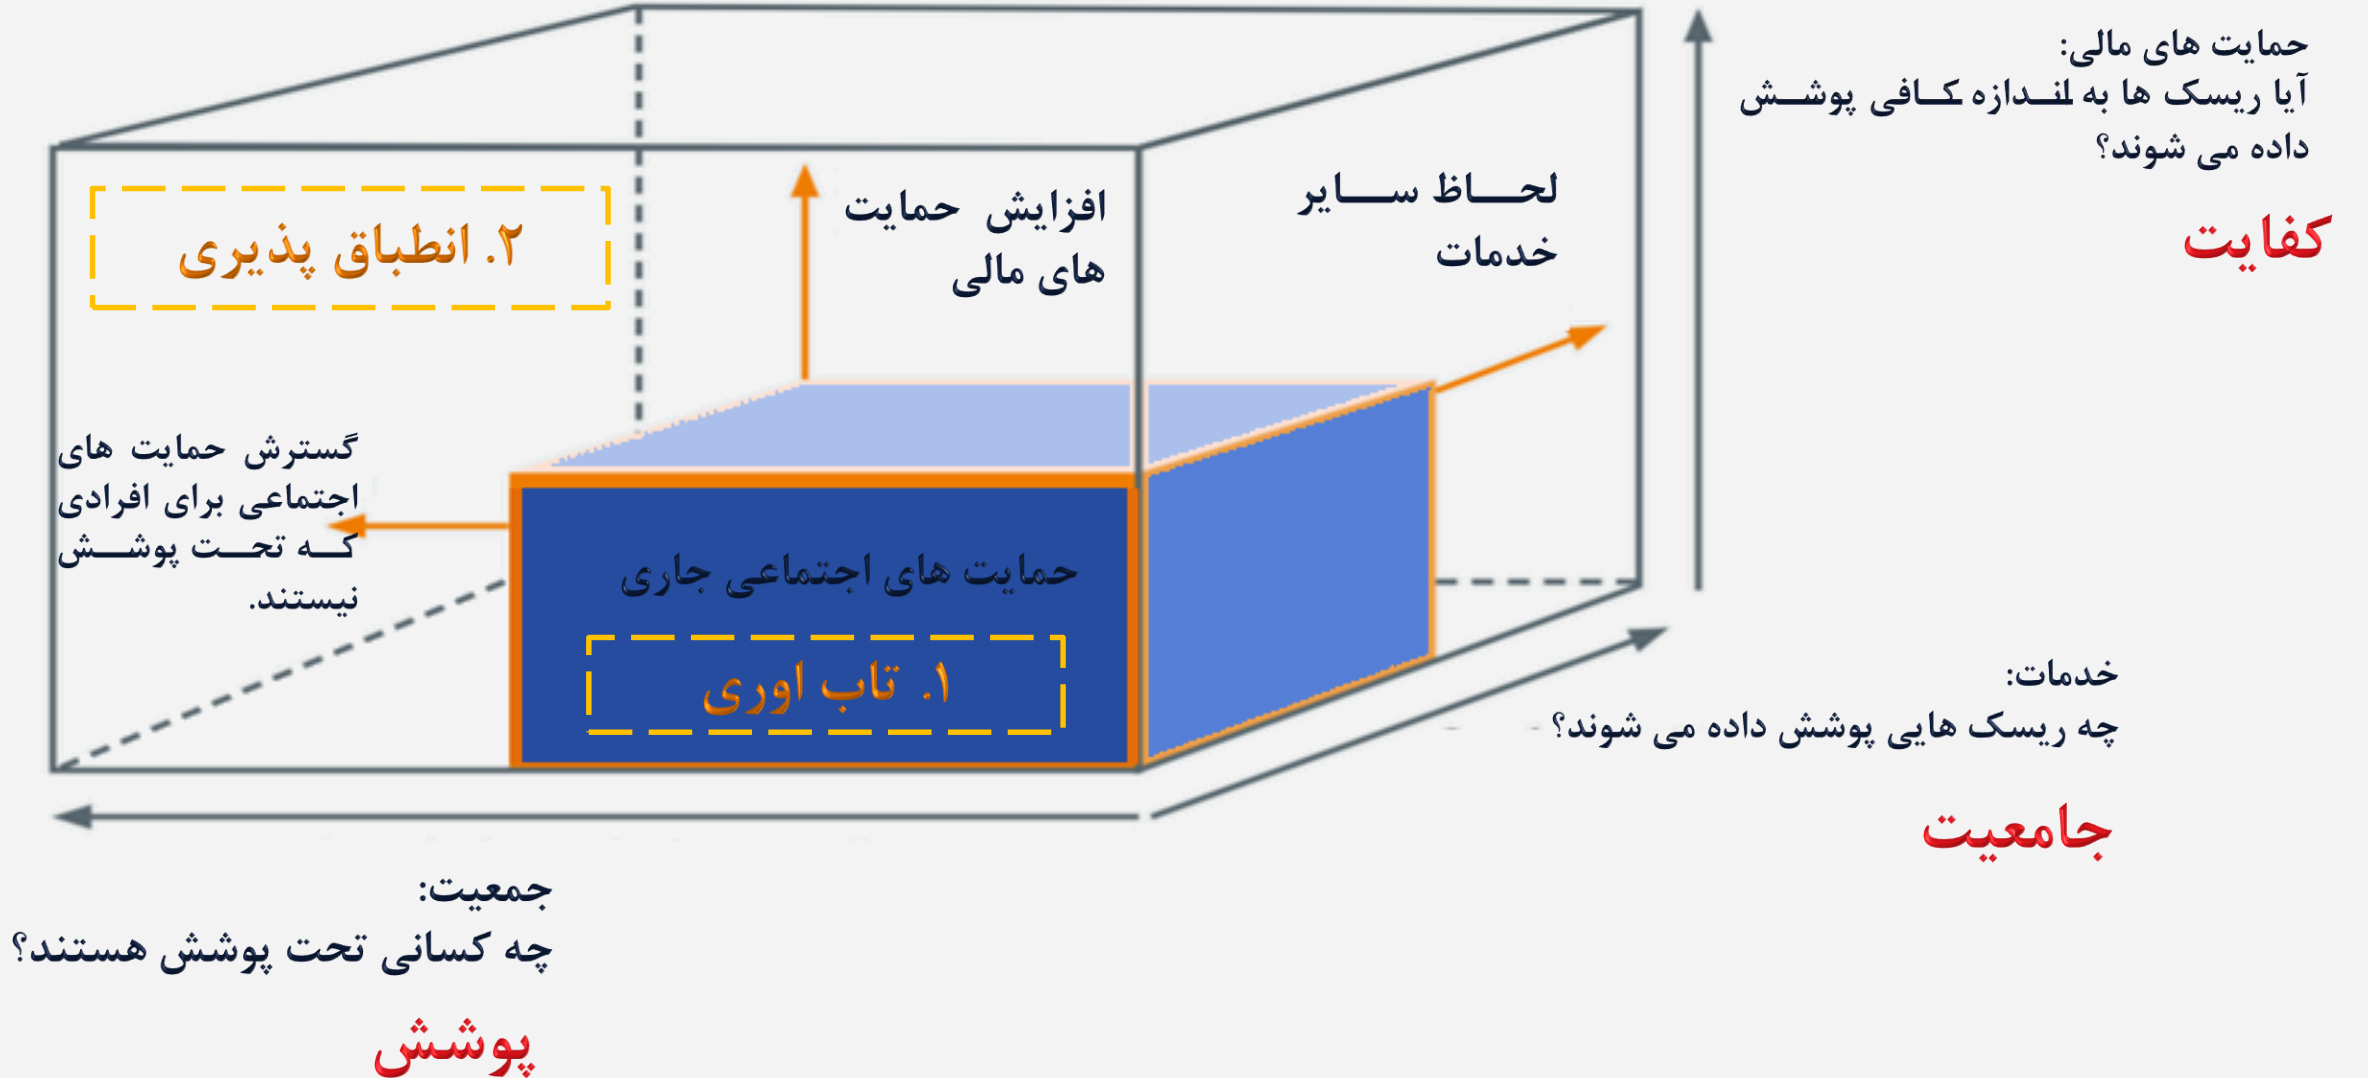 حمایت های مالی:
آیا ریسک ها به اندازه کافی پوشش
داده می شوند؟
کفایت
لحاظ سایر
خدمات
افزایش حمایت
های مالی
۲. انطباق پذیری
گسترش حمایت های
اجتماعی برای افرادی
که تحت پوشش
نیستند.
حمایت های اجتماعی جاری
۱. تاب اوری
خدمات:
چه ریسک هایی پوشش داده می شوند؟
جامعیت
جمعیت:
چه کسانی تحت پوشش هستند؟
پوشش